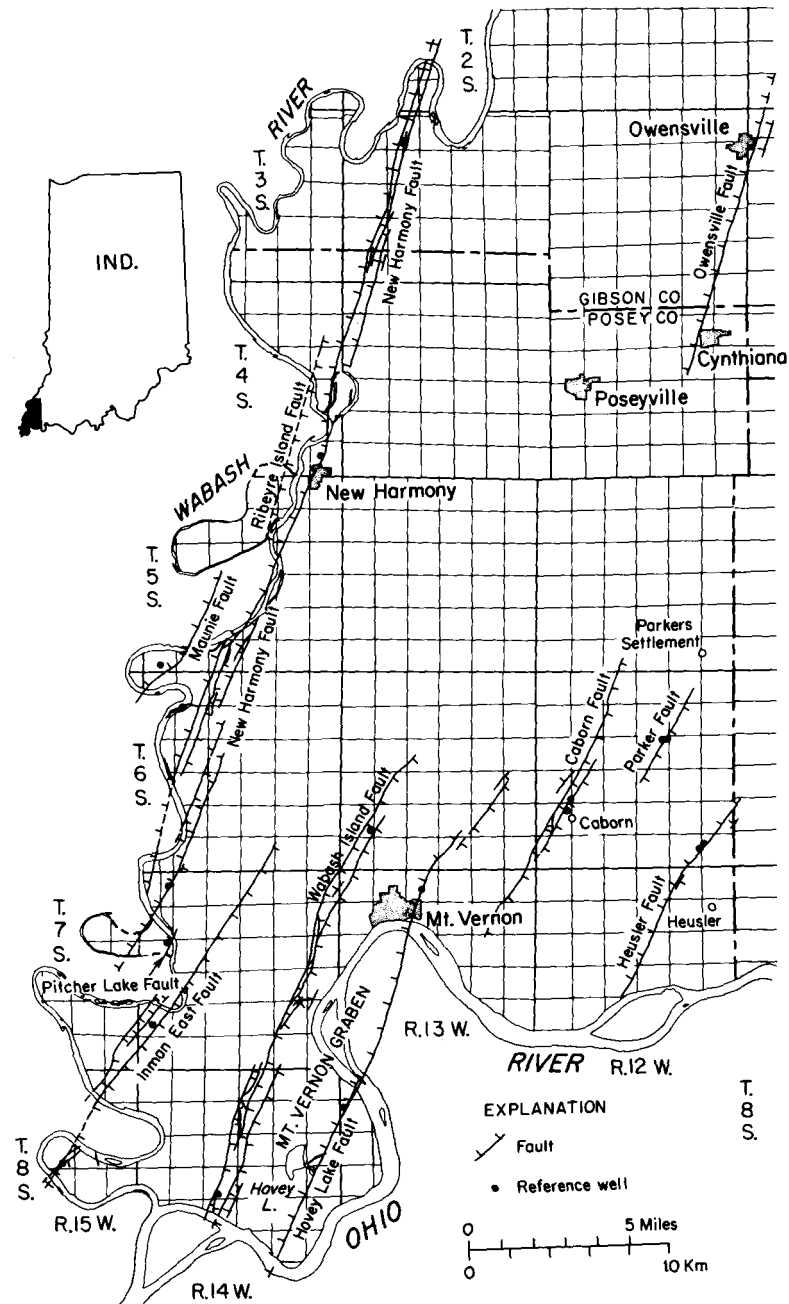 T.
2
S.
RIVER
Owensville
T.
3
S.
New Harmony Fault
Owensville Fault
IND.
GIBSON CO
POSEY CO
Cynthiana
T.
4
S.
Poseyville
Ribeyre Island Fault
WABASH
New Harmony
T.
5
S.
Maunie Fault
New Harmony Fault
Parkers
Settlement
Caborn Fault
Parker Fault
T.
6
S.
Wabash Island Fault
Caborn
Mt. Vernon
Heusler Fault
Heusler
T.
7
S.
Pitcher Lake Fault
Inman East Fault
MT. VERNON GRABEN
R.13 W.
RIVER
R.12 W.
T.
8
S.
EXPLANATION
Fault
Reference well
T.
8
S.
Hovey
L.
Hovey Lake Fault
OHIO
R.15 W.
R.14 W.
0 5 Miles
0 10 Km